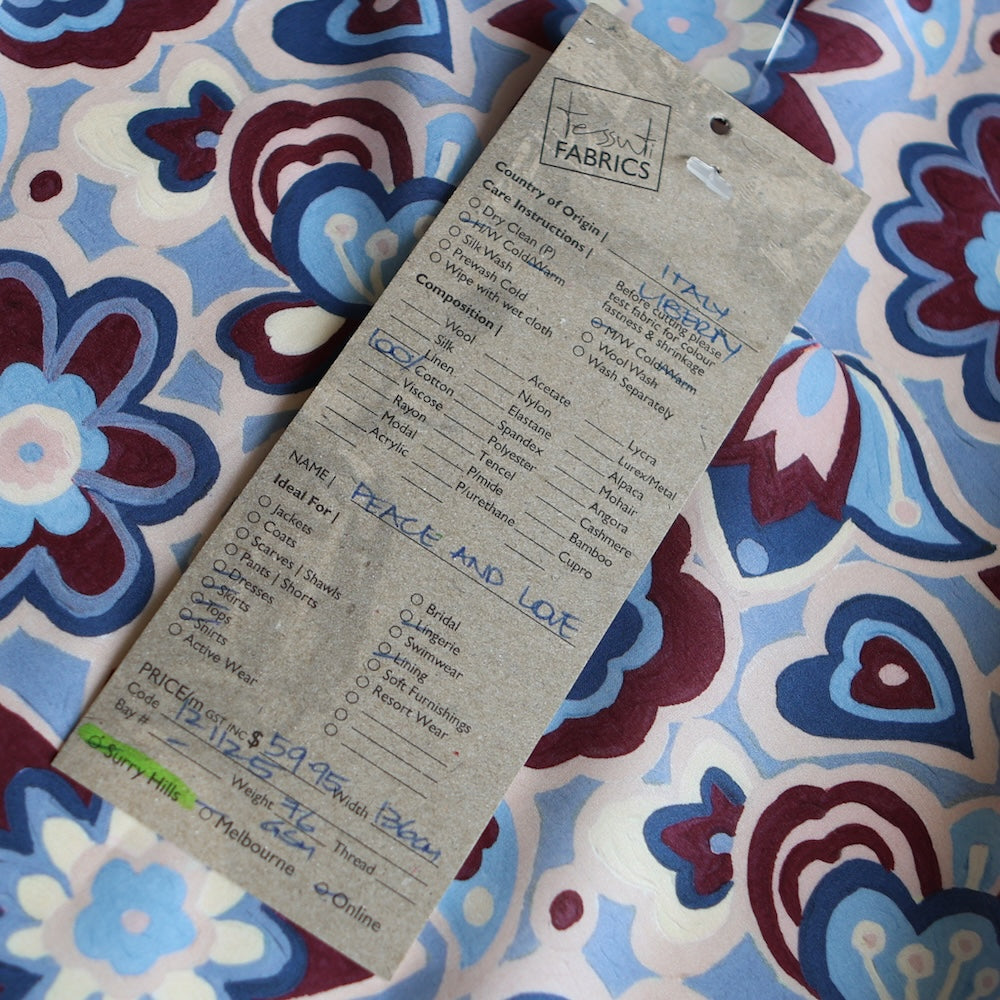 tessuti
FABRICS
Country of Origin | ITALY
Care Instructions | LIBERTY
Dry Clean (P)
H/W Cold/Warm
Silk Wash
Prewash Cold
Wipe with wet cloth
Before cutting please
test fabric for colour
fastness & shrinkage
M/W Cold/Warm
Wool Wash
Wash Separately
Composition |
Wool
Silk
Linen
100% Cotton
Viscose
Rayon
Modal
Acrylic
Acetate
Nylon
Elastane
Spandex
Polyester
Tencel
Pimide
P/urethane
Lycra
Lurex/Metal
Alpaca
Mohair
Angora
Cashmere
Bamboo
Cupro
NAME | PEACE AND LOVE
Ideal For |
Jackets
Coats
Scarves | Shawls
Pants | Shorts
Dresses
Skirts
Tops
Shirts
Active Wear
Bridal
Lingerie
Swimwear
Lining
Soft Furnishings
Resort Wear
PRICE/m GST INC $ 59.95 Width 136cm
Code
Bay # – Weight 76 GSM Thread
Surry Hills Melbourne Online